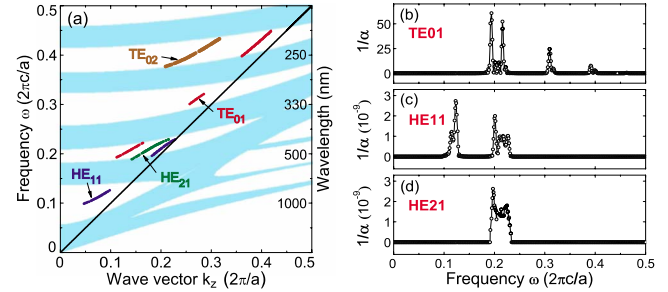 (a)
Frequency ω (2πc/a)
0.5
0.4
0.3
0.2
0.1
0
TE02
TE01
HE21
HE11
250
330
500
1000
Wavelength (nm)
0
0.1
0.2
0.3
0.4
0.5
Wave vector kz (2π/a)
(b)
TE01
1/α
50
25
0
(c)
HE11
1/α (10-9)
3
2
1
0
(d)
HE21
1/α (10-9)
3
2
1
0
0.0
0.1
0.2
0.3
0.4
0.5
Frequency ω (2πc/a)